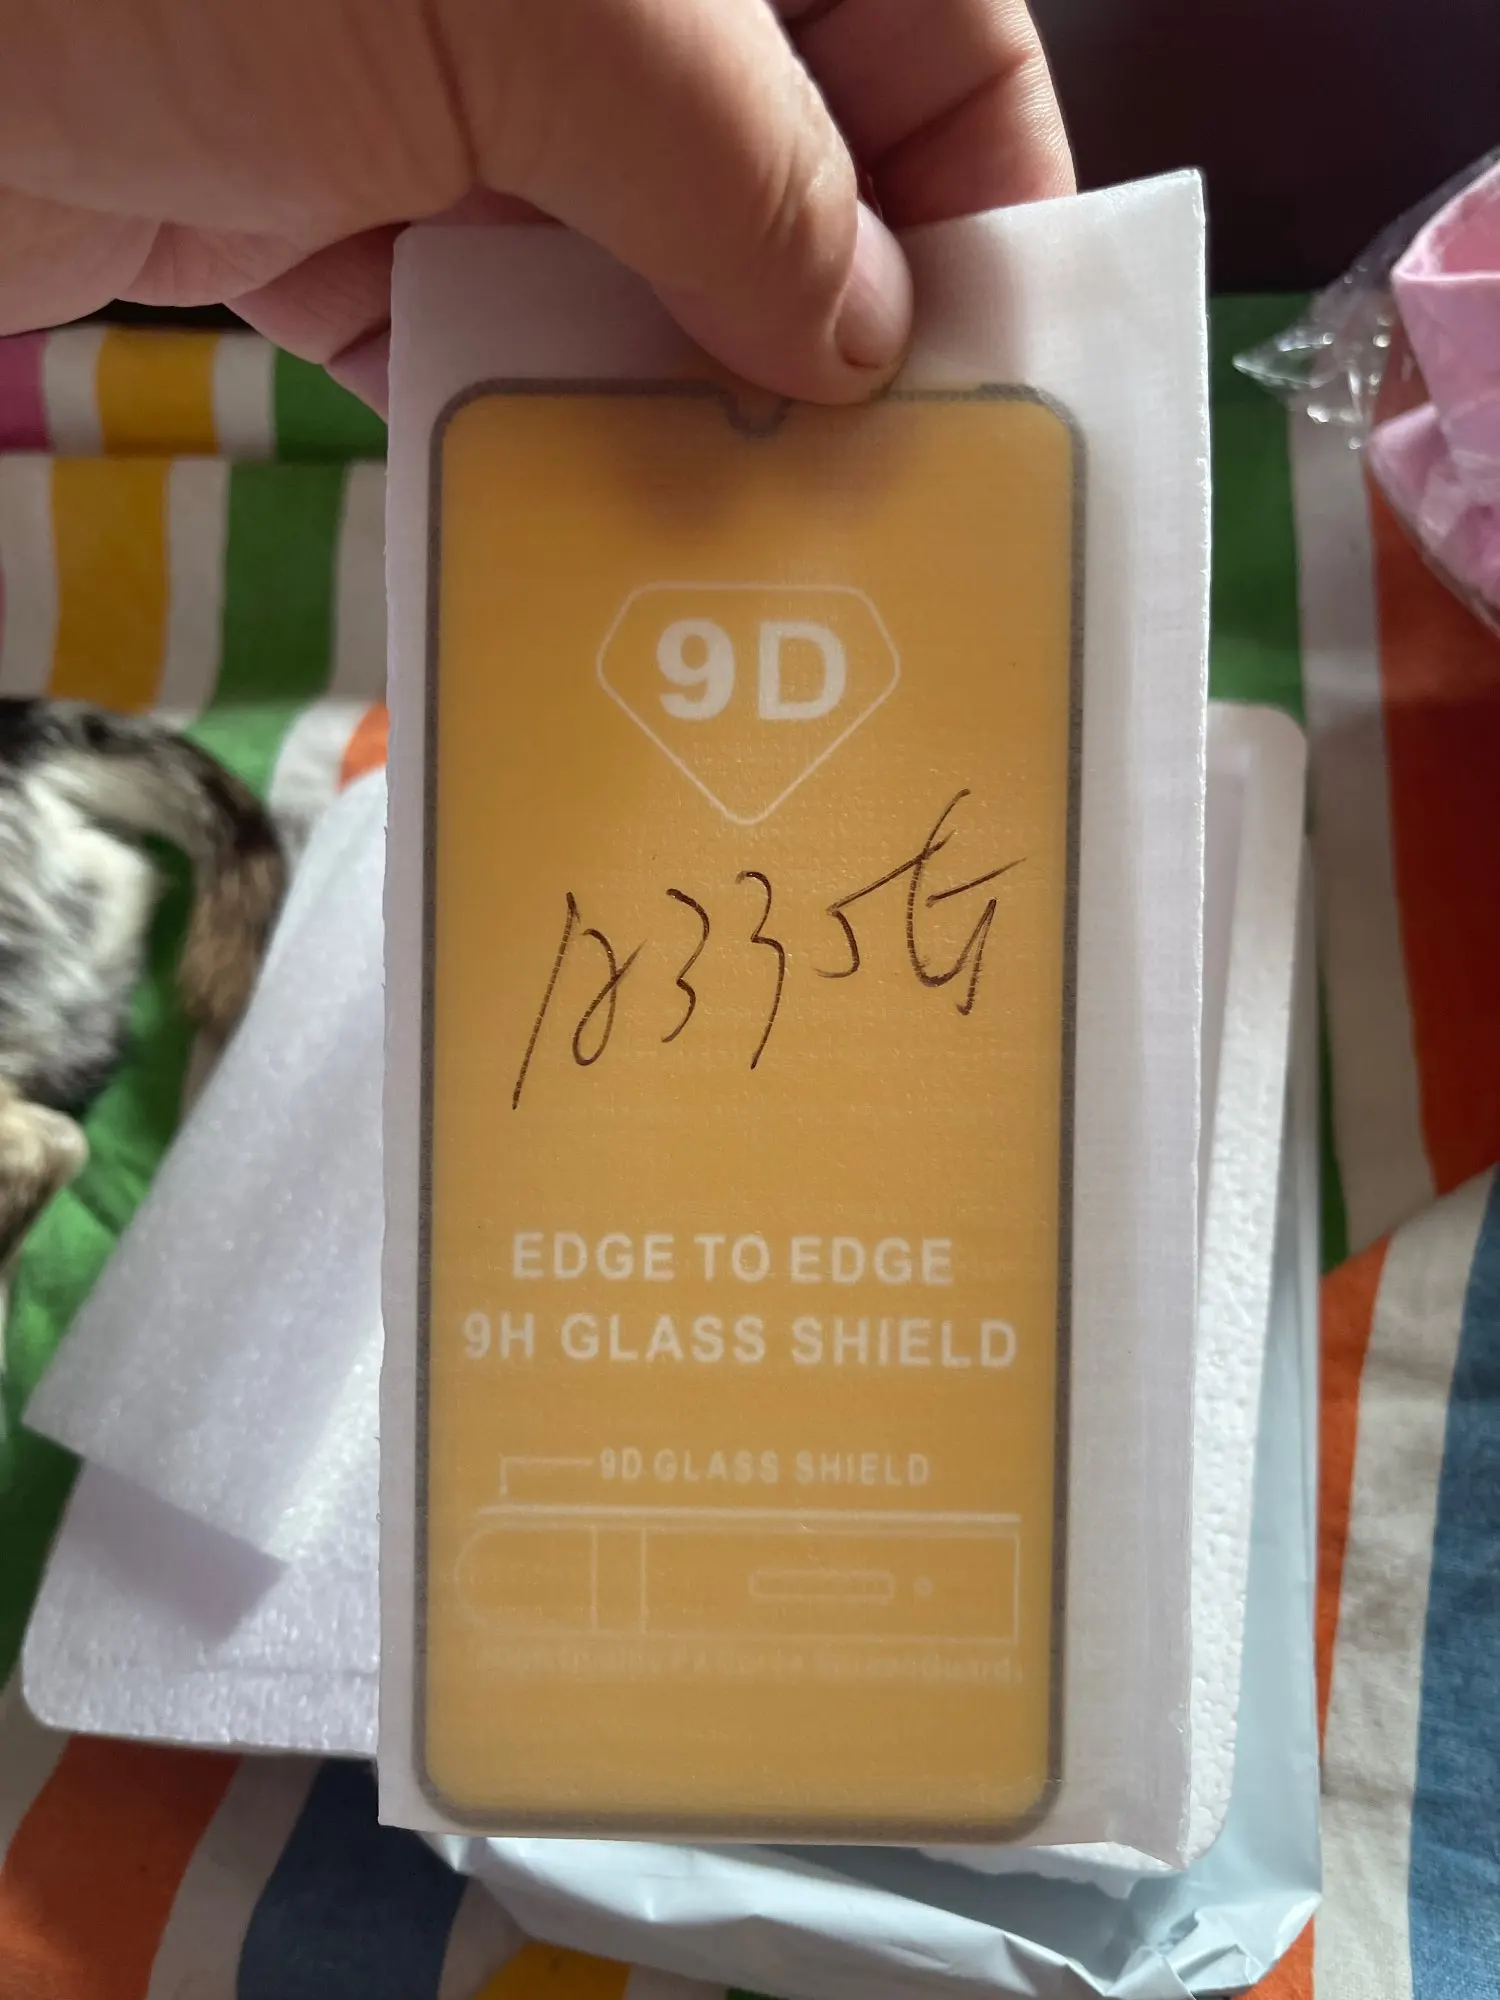 9D
A33 5G
EDGE TO EDGE
9H GLASS SHIELD
9D GLASS SHIELD